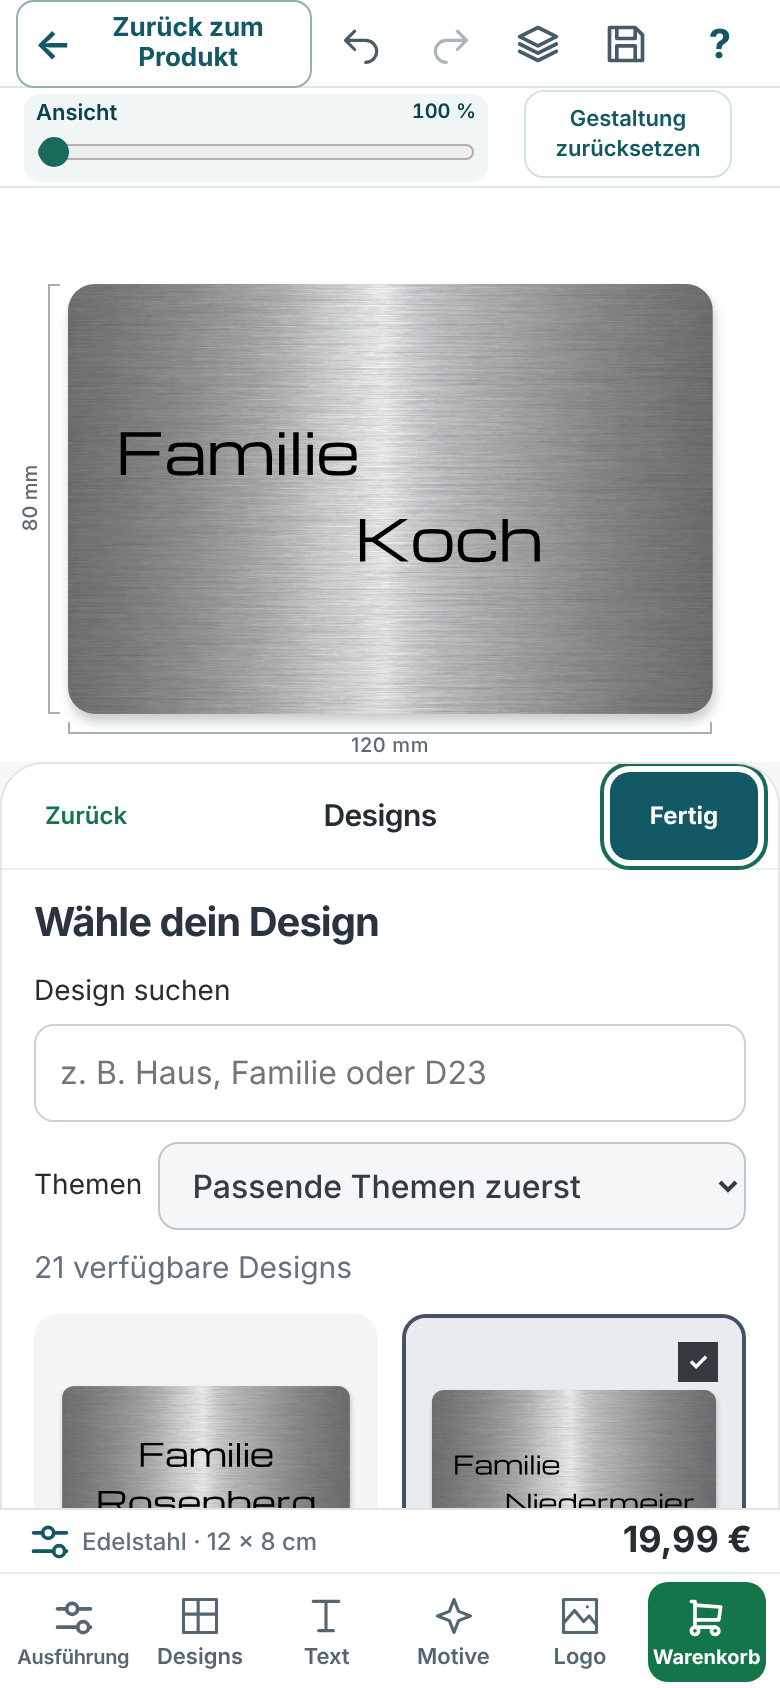 Zurück zum
Produkt
?
Ansicht
100 %
Gestaltung
zurücksetzen
Familie
Koch
80 mm
120 mm
Zurück
Designs
Fertig
Wähle dein Design
Design suchen
z. B. Haus, Familie oder D23
Themen
Passende Themen zuerst
21 verfügbare Designs
Familie
Rosenberg
Familie
Niedermeier
Edelstahl · 12 × 8 cm
19,99 €
Ausführung
Designs
Text
Motive
Logo
Warenkorb